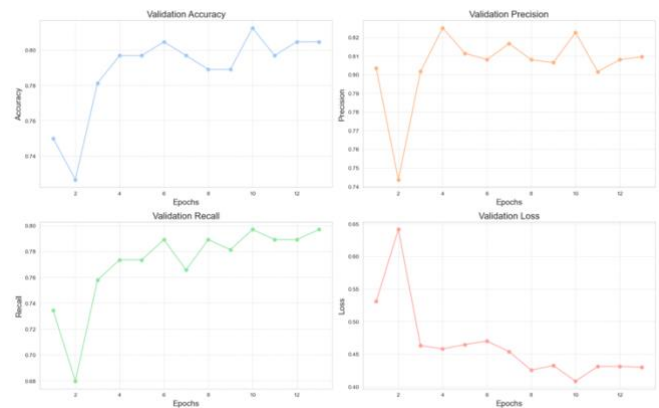 Validation Accuracy
Accuracy
0.80
0.78
0.76
0.74
2 4 6 8 10 12
Epochs
Validation Precision
Precision
0.82
0.81
0.80
0.79
0.78
0.77
0.76
0.75
0.74
2 4 6 8 10 12
Epochs
Validation Recall
Recall
0.80
0.78
0.76
0.74
0.72
0.70
0.68
2 4 6 8 10 12
Epochs
Validation Loss
Loss
0.65
0.60
0.55
0.50
0.45
0.40
2 4 6 8 10 12
Epochs